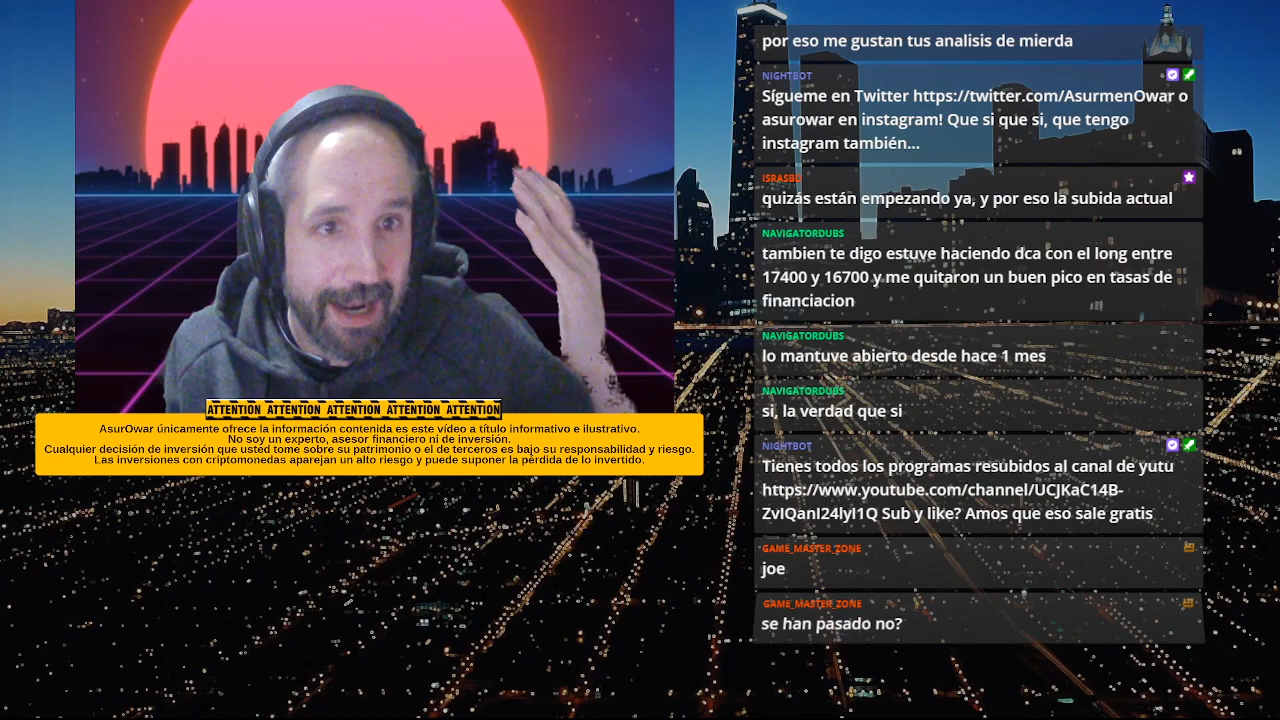 ATTENTION ATTENTION ATTENTION ATTENTION ATTENTION
AsurOwar únicamente ofrece la información contenida es este vídeo a título informativo e ilustrativo.
No soy un experto, asesor financiero ni de inversión.
Cualquier decisión de inversión que usted tome sobre su patrimonio o el de terceros es bajo su responsabilidad y riesgo.
Las inversiones con criptomonedas aparejan un alto riesgo y puede suponer la pérdida de lo invertido.
por eso me gustan tus analisis de mierda
NIGHTBOT
Sígueme en Twitter https://twitter.com/AsurmenOwar o
asurowar en instagram! Que si que si, que tengo
instagram también...
quizás están empezando ya, y por eso la subida actual
NAVIGATORDUBS
tambien te digo estuve haciendo dca con el long entre
17400 y 16700 y me quitaron un buen pico en tasas de
financiacion
NAVIGATORDUBS
lo mantuve abierto desde hace 1 mes
NAVIGATORDUBS
si, la verdad que si
NIGHTBOT
Tienes todos los programas resubidos al canal de yutu
https://www.youtube.com/channel/UCJKaC14B-
ZvIQanI24lyI1Q Sub y like? Amos que eso sale gratis
GAME_MASTER_ZONE
joe
GAME_MASTER_ZONE
se han pasado no?